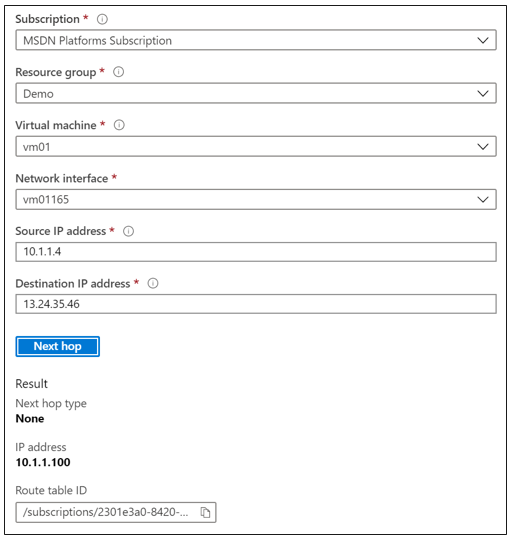 Subscription *
MSDN Platforms Subscription
Resource group *
Demo
Virtual machine *
vm01
Network interface *
vm01165
Source IP address *
10.1.1.4
Destination IP address *
13.24.35.46
Next hop
Result
Next hop type
None
IP address
10.1.1.100
Route table ID
/subscriptions/2301e3a0-8420-...